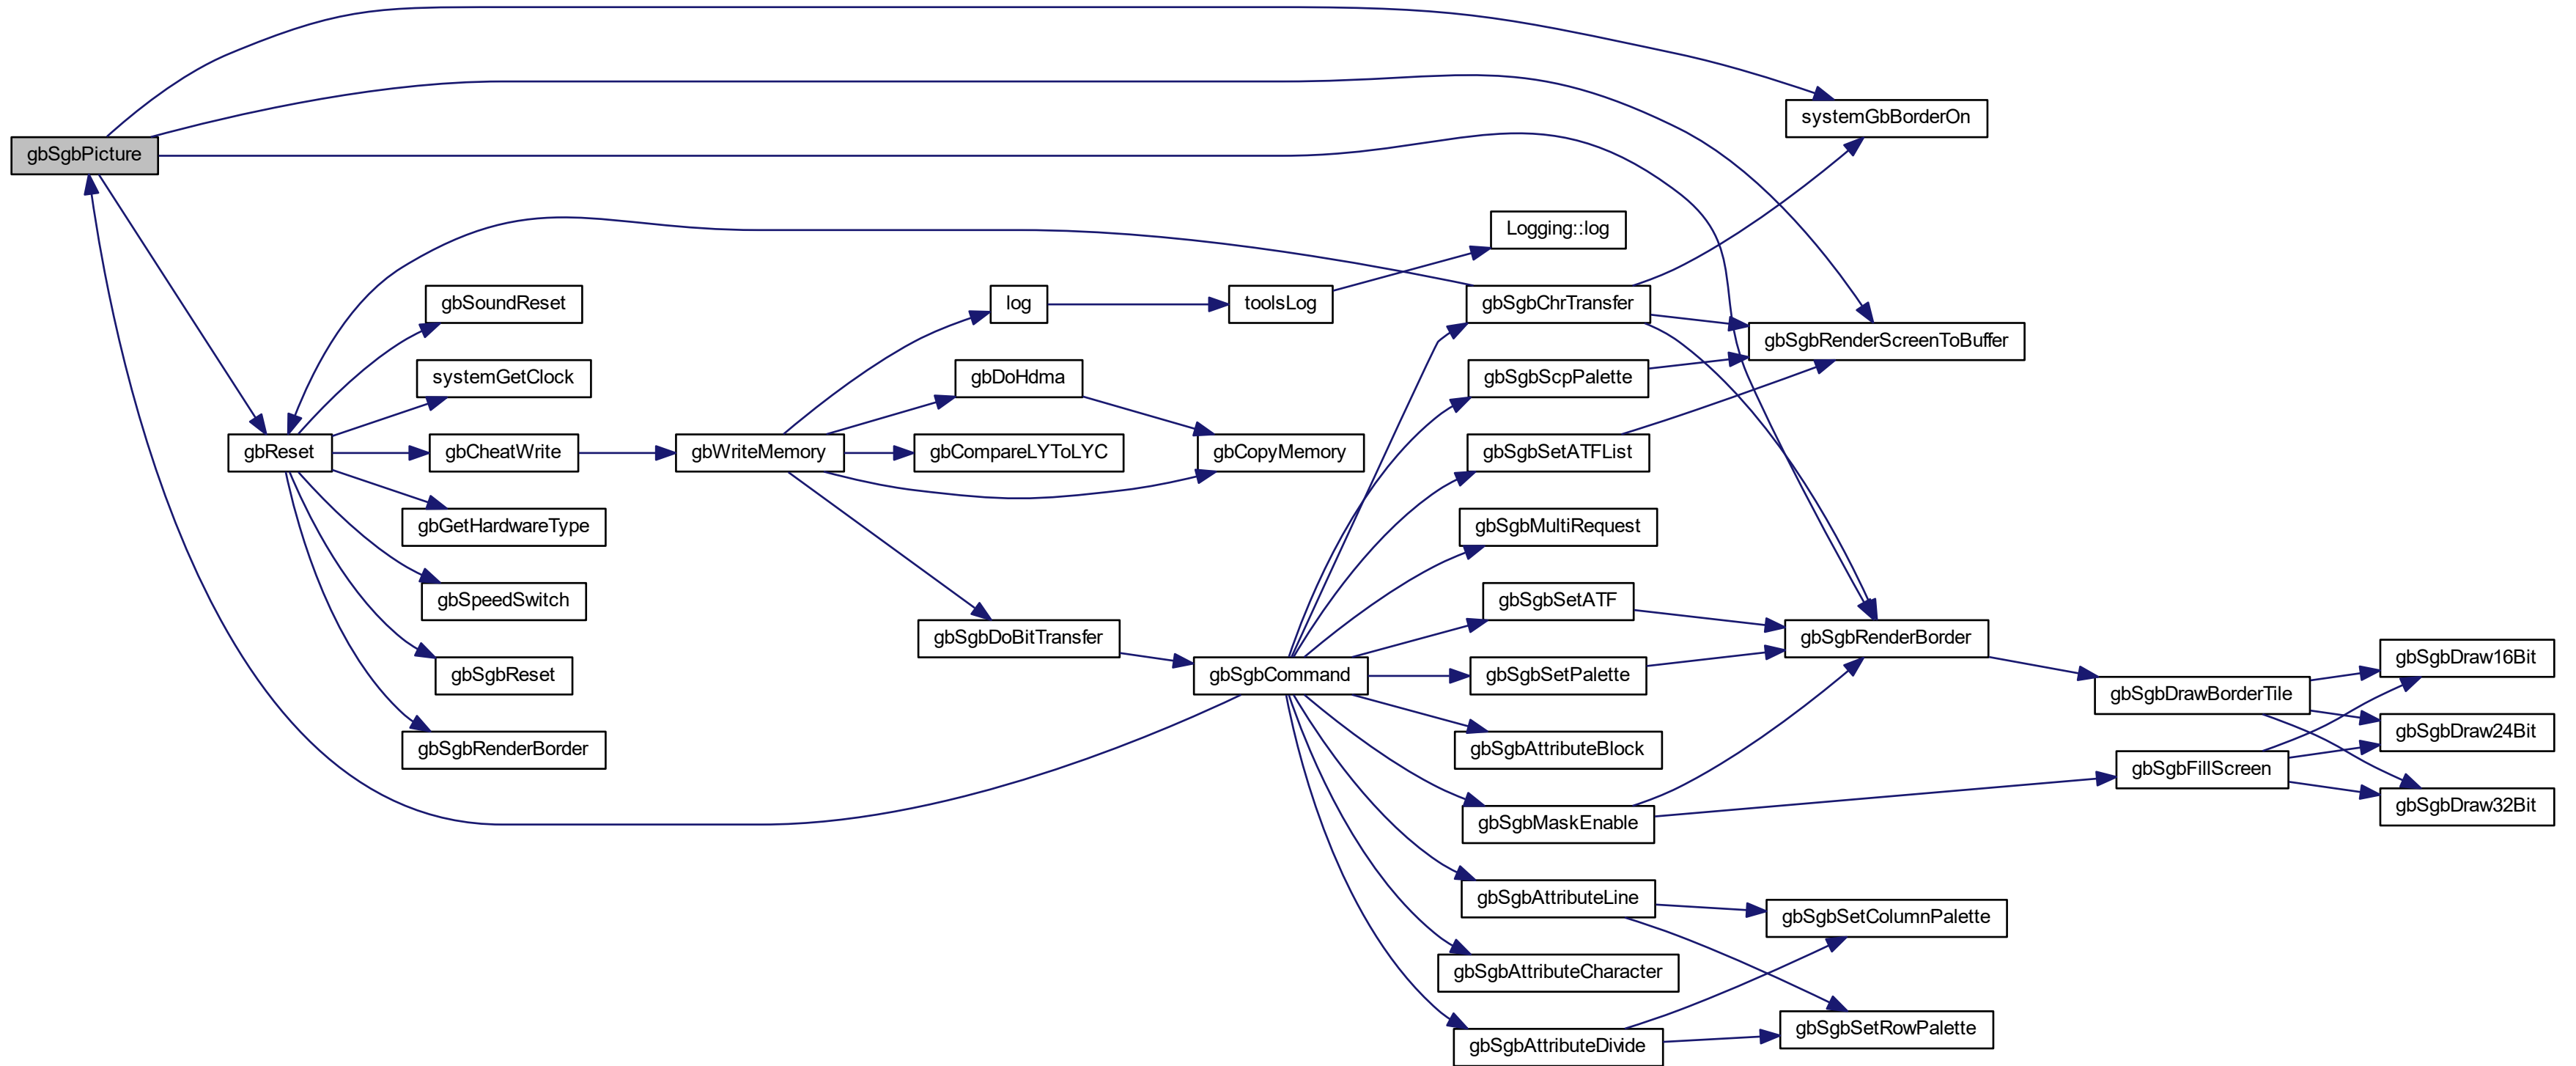 systemGbBorderOn
gbSgbPicture
Logging::log
gbSoundReset
log
toolsLog
gbSgbChrTransfer
gbSgbRenderScreenToBuffer
systemGetClock
gbDoHdma
gbSgbScpPalette
gbReset
gbCheatWrite
gbWriteMemory
gbCompareLYToLYC
gbCopyMemory
gbSgbSetATFList
gbGetHardwareType
gbSgbMultiRequest
gbSpeedSwitch
gbSgbSetATF
gbSgbDoBitTransfer
gbSgbRenderBorder
gbSgbReset
gbSgbCommand
gbSgbSetPalette
gbSgbDraw16Bit
gbSgbDrawBorderTile
gbSgbRenderBorder
gbSgbAttributeBlock
gbSgbDraw24Bit
gbSgbFillScreen
gbSgbMaskEnable
gbSgbDraw32Bit
gbSgbAttributeLine
gbSgbSetColumnPalette
gbSgbAttributeCharacter
gbSgbSetRowPalette
gbSgbAttributeDivide